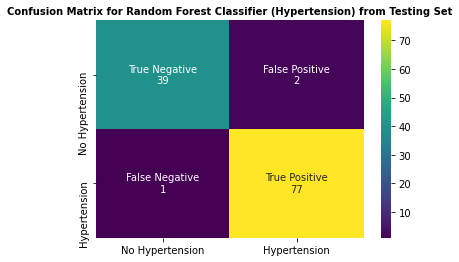 Confusion Matrix for Random Forest Classifier (Hypertension) from Testing Set
True Negative
39
False Positive
2
False Negative
1
True Positive
77
No Hypertension
Hypertension
No Hypertension
Hypertension
70
60
50
40
30
20
10